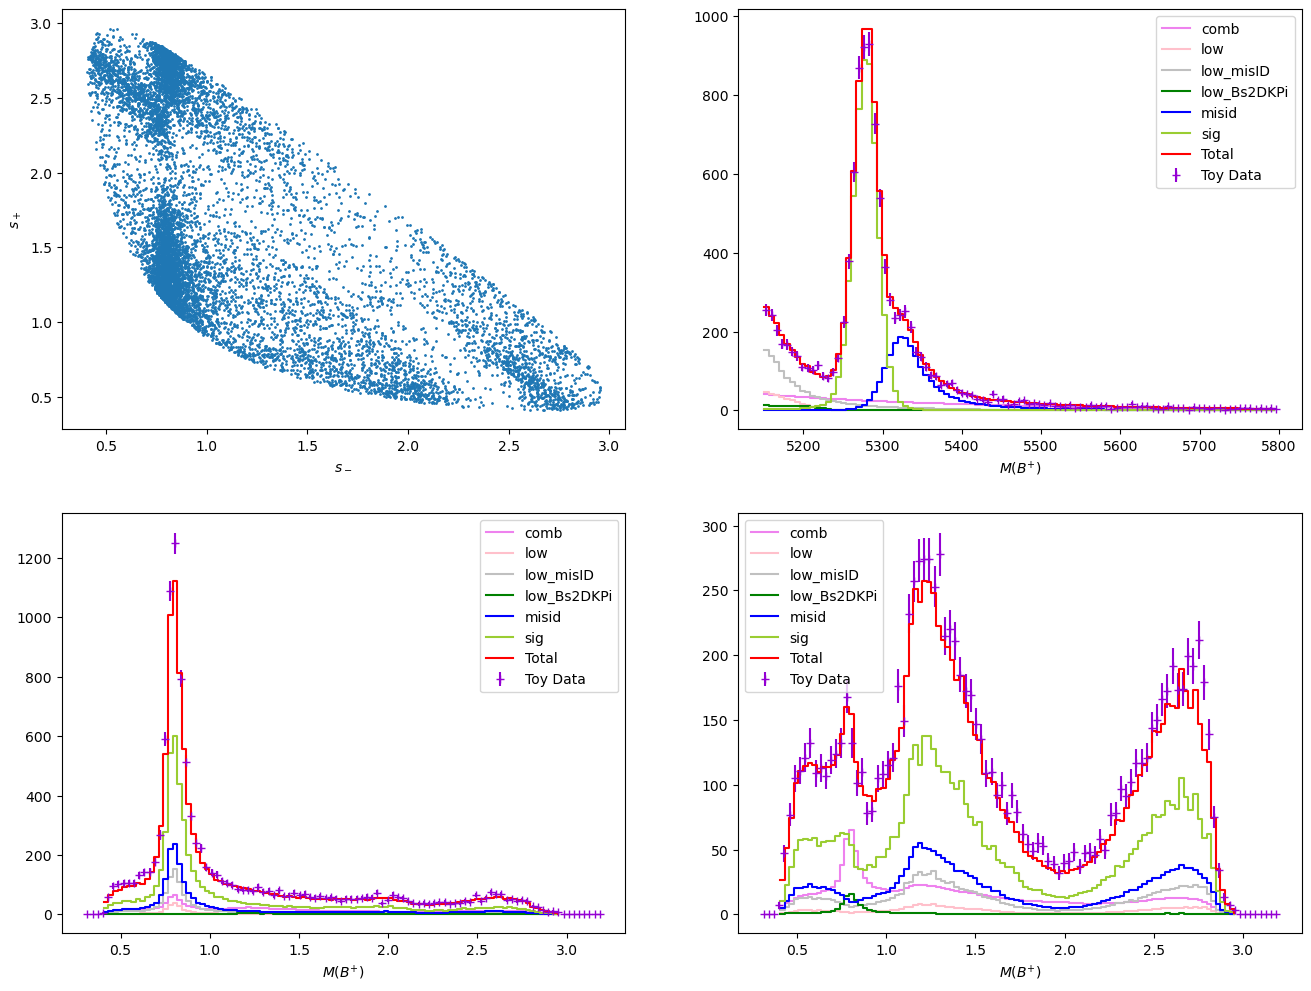 3.0
2.5
2.0
1.5
1.0
0.5
s₊
0.5 1.0 1.5 2.0 2.5 3.0
s₋
1000
800
600
400
200
0
comb
low
low_misID
low_Bs2DKPi
misid
sig
Total
Toy Data
5200 5300 5400 5500 5600 5700 5800
M(B⁺)
1200
1000
800
600
400
200
0
comb
low
low_misID
low_Bs2DKPi
misid
sig
Total
Toy Data
0.5 1.0 1.5 2.0 2.5 3.0
M(B⁺)
300
250
200
150
100
50
0
comb
low
low_misID
low_Bs2DKPi
misid
sig
Total
Toy Data
0.5 1.0 1.5 2.0 2.5 3.0
M(B⁺)